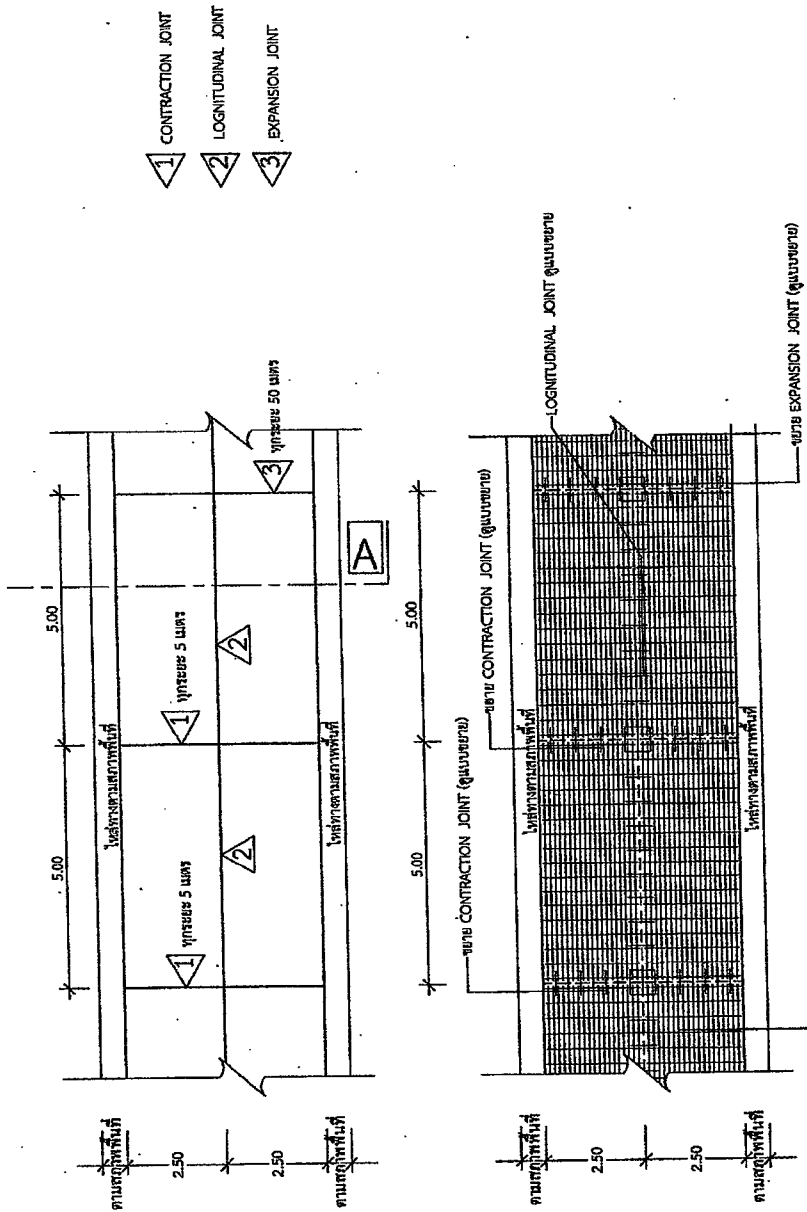 1 CONTRACTION JOINT
2 LOGNITUDINAL JOINT
3 EXPANSION JOINT
5.00
5.00
ไหล่ทางตามสภาพพื้นที่
1 ทุกระยะ 5 เมตร
1 ทุกระยะ 5 เมตร
3 ทุกระยะ 50 เมตร
2
2
A
ไหล่ทางตามสภาพพื้นที่
ตามสภาพพื้นที่
2.50
2.50
ตามสภาพพื้นที่
5.00
5.00
ขยาย CONTRACTION JOINT (ดูแบบขยาย)
ขยาย CONTRACTION JOINT (ดูแบบขยาย)
LOGNITUDINAL JOINT ดูแบบขยาย
ไหล่ทางตามสภาพพื้นที่
ไหล่ทางตามสภาพพื้นที่
ขยาย EXPANSION JOINT (ดูแบบขยาย)
ตามสภาพพื้นที่
2.50
2.50
ตามสภาพพื้นที่